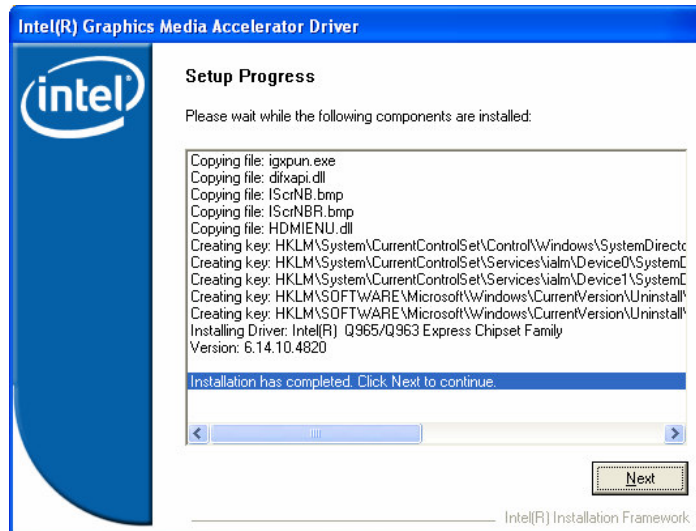 Intel(R) Graphics Media Accelerator Driver
intel
Setup Progress
Please wait while the following components are installed:
Copying file: igxpun.exe
Copying file: difxapi.dll
Copying file: IScrNB.bmp
Copying file: IScrNBR.bmp
Copying file: HDMIENU.dll
Creating key: HKLM\System\CurrentControlSet\Control\Windows\SystemDirecto
Creating key: HKLM\System\CurrentControlSet\Services\ialm\Device0\SystemD
Creating key: HKLM\System\CurrentControlSet\Services\ialm\Device1\SystemD
Creating key: HKLM\SOFTWARE\Microsoft\Windows\CurrentVersion\Uninstall\
Creating key: HKLM\SOFTWARE\Microsoft\Windows\CurrentVersion\Uninstall\
Installing Driver: Intel(R) Q965/Q963 Express Chipset Family
Version: 6.14.10.4820
Installation has completed. Click Next to continue.
Next
Intel(R) Installation Framework